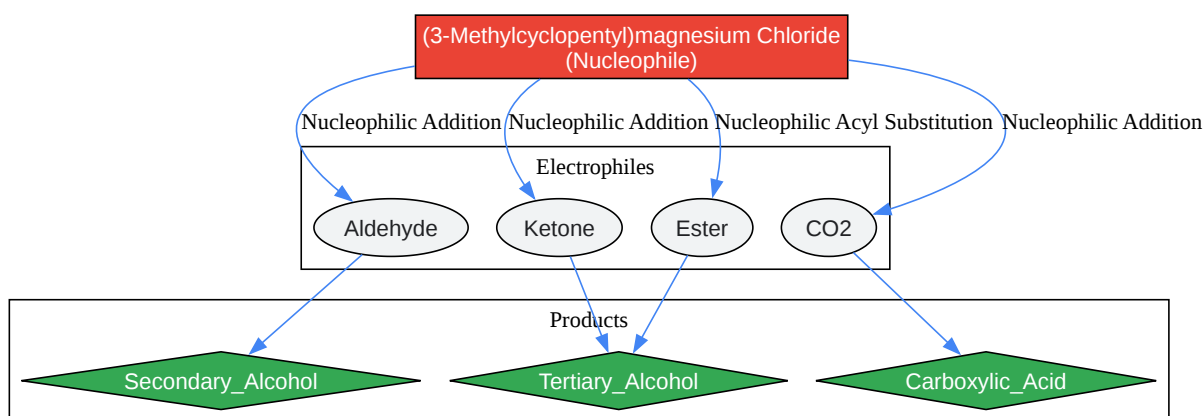 (3-Methylcyclopentyl)magnesium Chloride
(Nucleophile)
Nucleophilic Addition
Nucleophilic Addition
Nucleophilic Acyl Substitution
Nucleophilic Addition
Electrophiles
Aldehyde
Ketone
Ester
CO2
Products
Secondary_Alcohol
Tertiary_Alcohol
Carboxylic_Acid